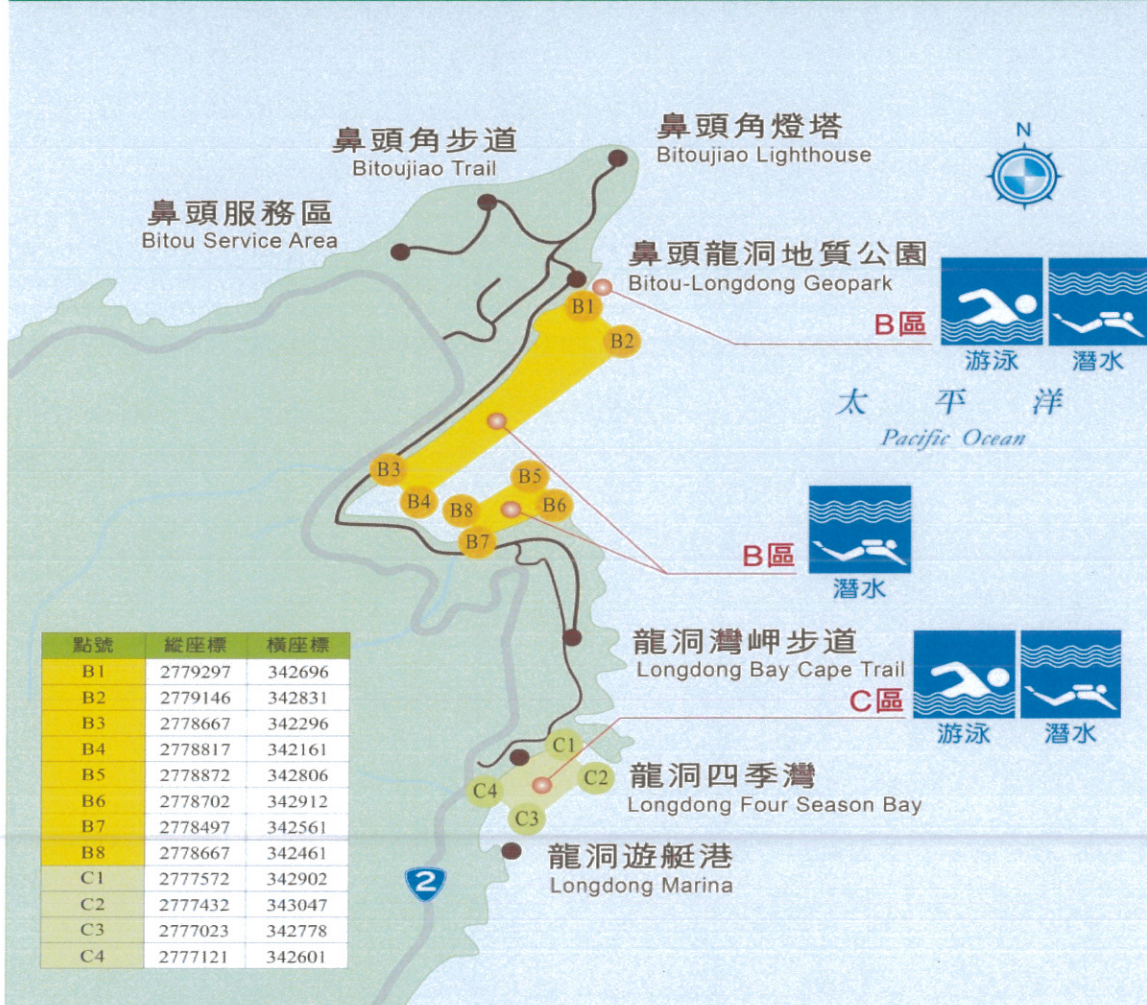 鼻頭角步道
Bitoujiao Trail
鼻頭角燈塔
Bitoujiao Lighthouse
N
鼻頭服務區
Bitou Service Area
鼻頭龍洞地質公園
Bitou-Longdong Geopark
B1
B2
B區
游泳
潛水
太平洋
Pacific Ocean
B3
B4
B5
B6
B8
B7
B區
潛水
龍洞灣岬步道
Longdong Bay Cape Trail
C區
游泳
潛水
C1
C2
C4
C3
龍洞四季灣
Longdong Four Season Bay
龍洞遊艇港
Longdong Marina
2
點號 縱座標 橫座標
B1 2779297 342696
B2 2779146 342831
B3 2778667 342296
B4 2778817 342161
B5 2778872 342806
B6 2778702 342912
B7 2778497 342561
B8 2778667 342461
C1 2777572 342902
C2 2777432 343047
C3 2777023 342778
C4 2777121 342601